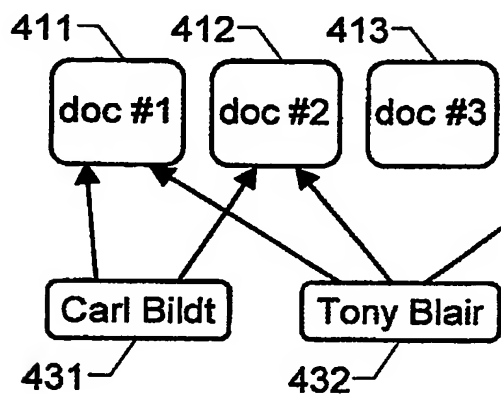 411 412 413
doc #1 doc #2 doc #3
Carl Bildt Tony Blair
431 432